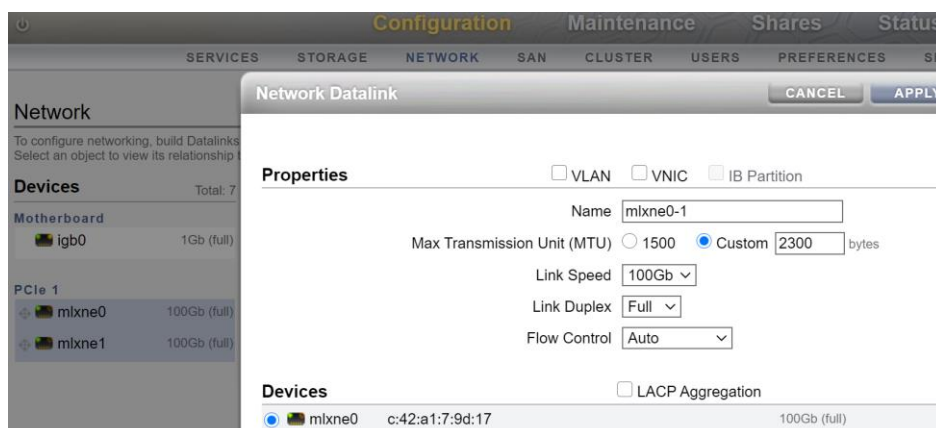 Configuration Maintenance Shares Status
SERVICES STORAGE NETWORK SAN CLUSTER USERS PREFERENCES
Network Datalink CANCEL APPLY
Network
To configure networking, build Datalinks
Select an object to view its relationship
Devices Total: 7
Motherboard
igb0 1Gb (full)
PCIe 1
mlxne0 100Gb (full)
mlxne1 100Gb (full)
Properties VLAN VNIC IB Partition
Name mlxne0-1
Max Transmission Unit (MTU) 1500 Custom 2300 bytes
Link Speed 100Gb
Link Duplex Full
Flow Control Auto
Devices LACP Aggregation
mlxne0 c:42:a1:7:9d:17 100Gb (full)